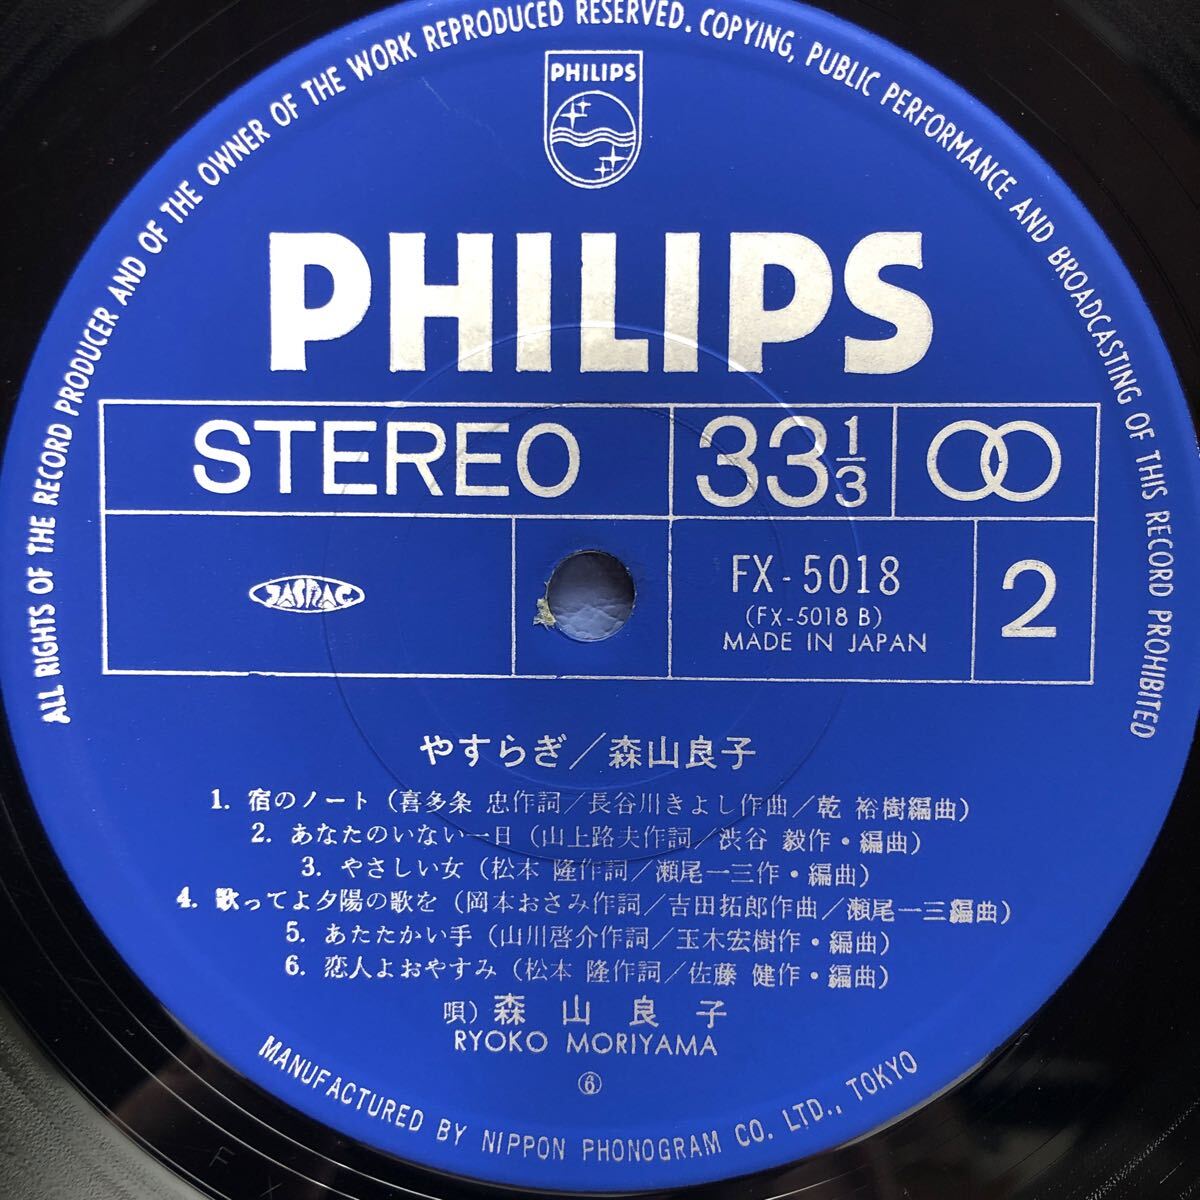 ALL RIGHTS OF THE RECORD PRODUCER AND OF THE OWNER OF THE WORK REPRODUCED RESERVED. COPYING, PUBLIC PERFORMANCE AND BROADCASTING OF THIS RECORD PROHIBITED
PHILIPS
PHILIPS
STEREO
33 1/3
JASRAC
FX-5018
(FX-5018 B)
MADE IN JAPAN
2
やすらぎ/森山良子
1. 宿のノート (喜多条 忠作詞/長谷川きよし作曲/乾 裕樹編曲)
2. あなたのいない一日 (山上路夫作詞/渋谷 毅作・編曲)
3. やさしい女 (松本 隆作詞/瀬尾一三作・編曲)
4. 歌ってよ夕陽の歌を (岡本おさみ作詞/吉田拓郎作曲/瀬尾一三編曲)
5. あたたかい手 (山川啓介作詞/玉木宏樹作・編曲)
6. 恋人よおやすみ (松本 隆作詞/佐藤 健作・編曲)
唄) 森 山 良 子
RYOKO MORIYAMA
⑥
MANUFACTURED BY NIPPON PHONOGRAM CO. LTD., TOKYO